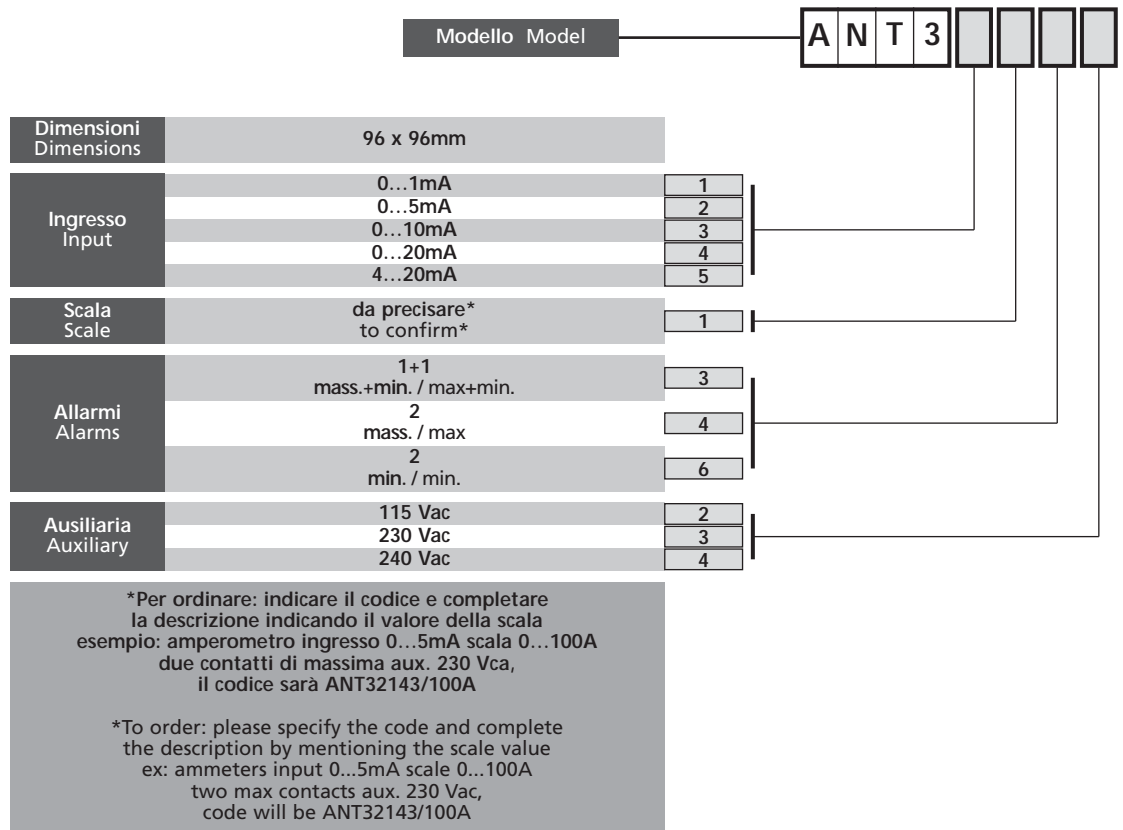 Modello Model
A N T 3
Dimensioni
Dimensions
96 x 96mm
Ingresso
Input
0...1mA 1
0...5mA 2
0...10mA 3
0...20mA 4
4...20mA 5
Scala
Scale
da precisare*
to confirm*
1
Allarmi
Alarms
1+1
mass.+min. / max+min.
3
2
mass. / max
4
2
min. / min.
6
Ausiliaria
Auxiliary
115 Vac 2
230 Vac 3
240 Vac 4
*Per ordinare: indicare il codice e completare
la descrizione indicando il valore della scala
esempio: amperometro ingresso 0...5mA scala 0...100A
due contatti di massima aux. 230 Vca,
il codice sarà ANT32143/100A
*To order: please specify the code and complete
the description by mentioning the scale value
ex: ammeters input 0...5mA scale 0...100A
two max contacts aux. 230 Vac,
code will be ANT32143/100A